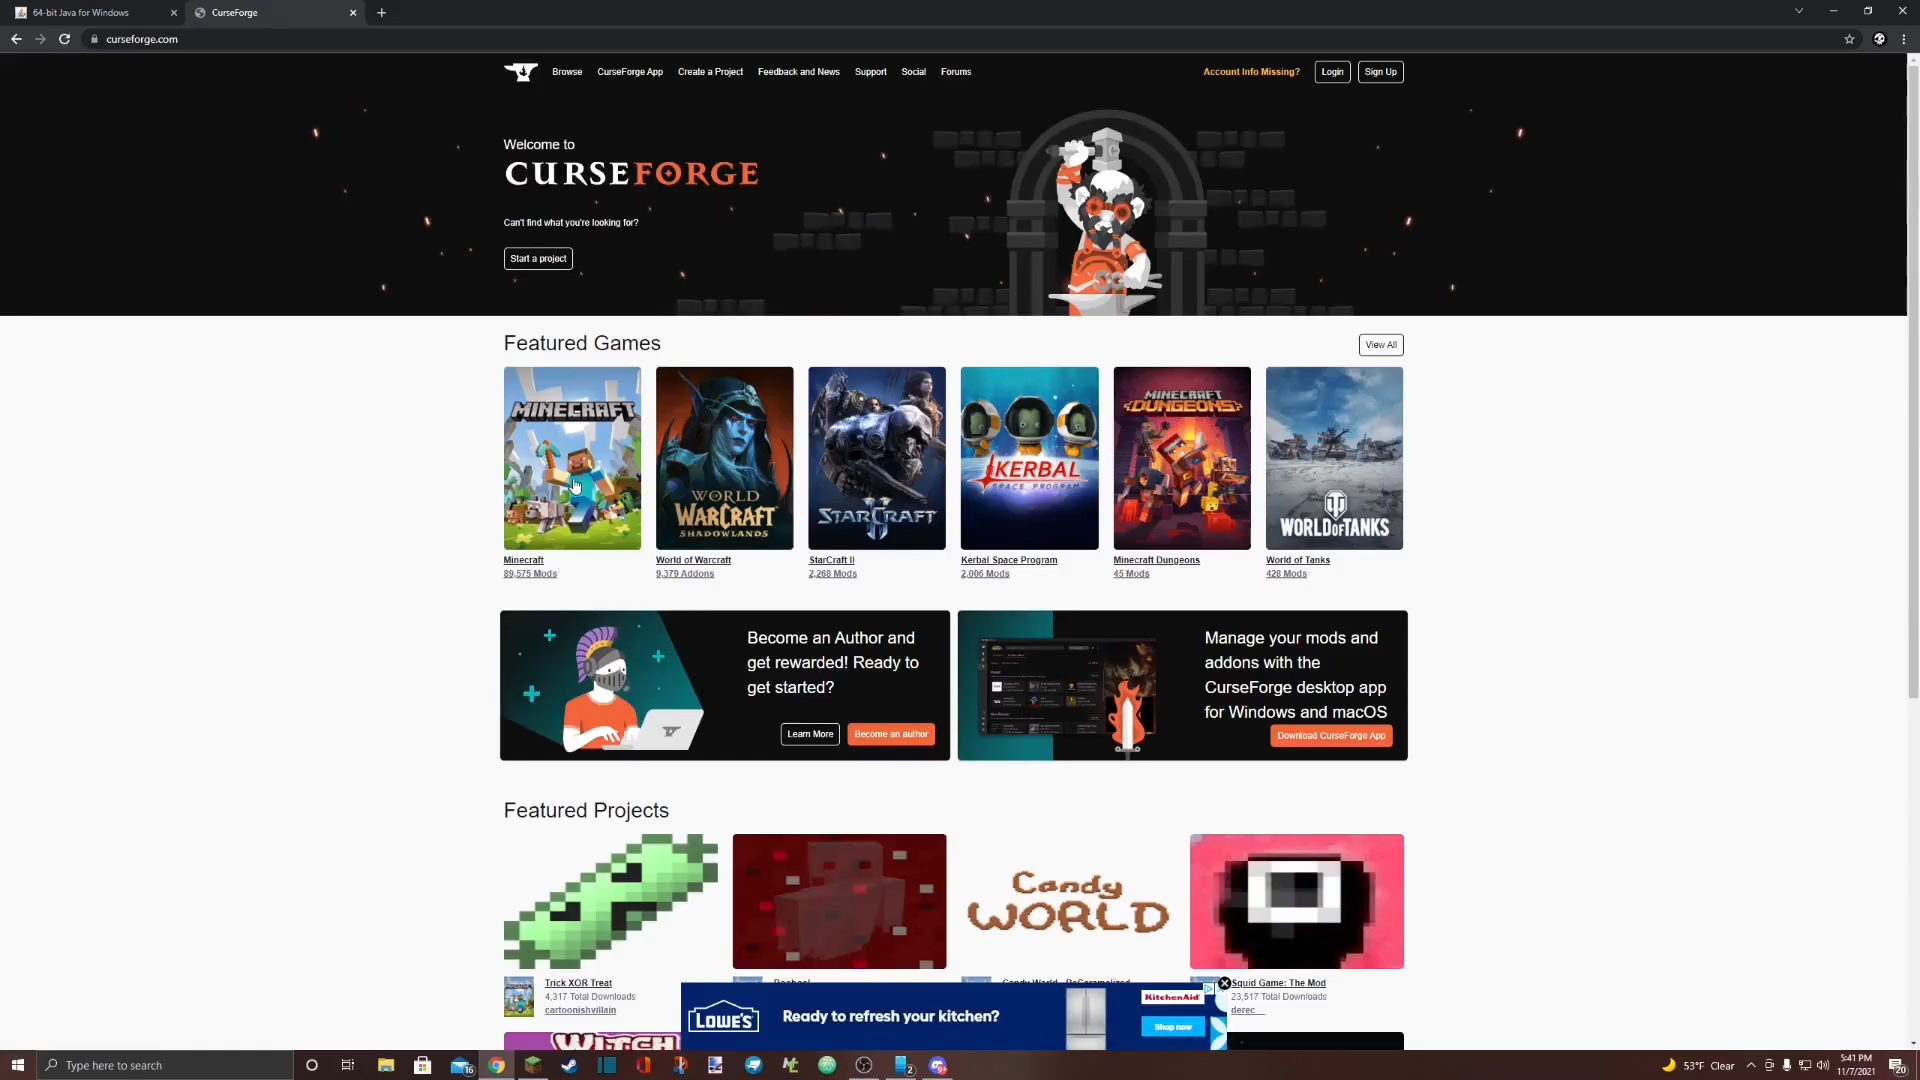 64-bit Java for Windows
CurseForge
curseforge.com
Browse
CurseForge App
Create a Project
Feedback and News
Support
Social
Forums
Account Info Missing?
Login
Sign Up
Welcome to
CURSEFORGE
Can't find what you're looking for?
Start a project
Featured Games
View All
MINECRAFT
WORLD
WARCRAFT
SHADOWLANDS
STARCRAFT
II
KERBAL
SPACE PROGRAM
MINECRAFT
DUNGEONS
WORLD OF TANKS
Minecraft
89,575 Mods
World of Warcraft
9,379 Addons
StarCraft II
2,268 Mods
Kerbal Space Program
2,006 Mods
Minecraft Dungeons
45 Mods
World of Tanks
428 Mods
Become an Author and
get rewarded! Ready to
get started?
Learn More
Become an author
Manage your mods and
addons with the
CurseForge desktop app
for Windows and macOS
Download CurseForge App
Featured Projects
Candy
WORLD
Trick XOR Treat
4,317 Total Downloads
cartoonishvillain
Squid Game: The Mod
23,517 Total Downloads
derec__
WITCH
LOWE'S
Ready to refresh your kitchen?
KitchenAid
Shop now
Type here to search
16
2
9+
53°F Clear
5:41 PM
11/7/2021
20